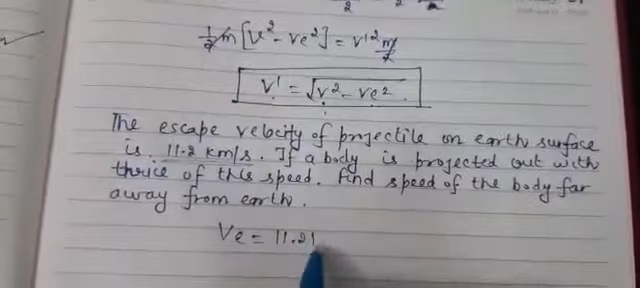 1/2 m [v² - ve²] = v'² m/2
v' = √v² - ve²
The escape velocity of projectile on earth surface
is 11.2 km/s. If a body is projected out with
thrice of this speed. find speed of the body far
away from earth.
Ve = 11.21